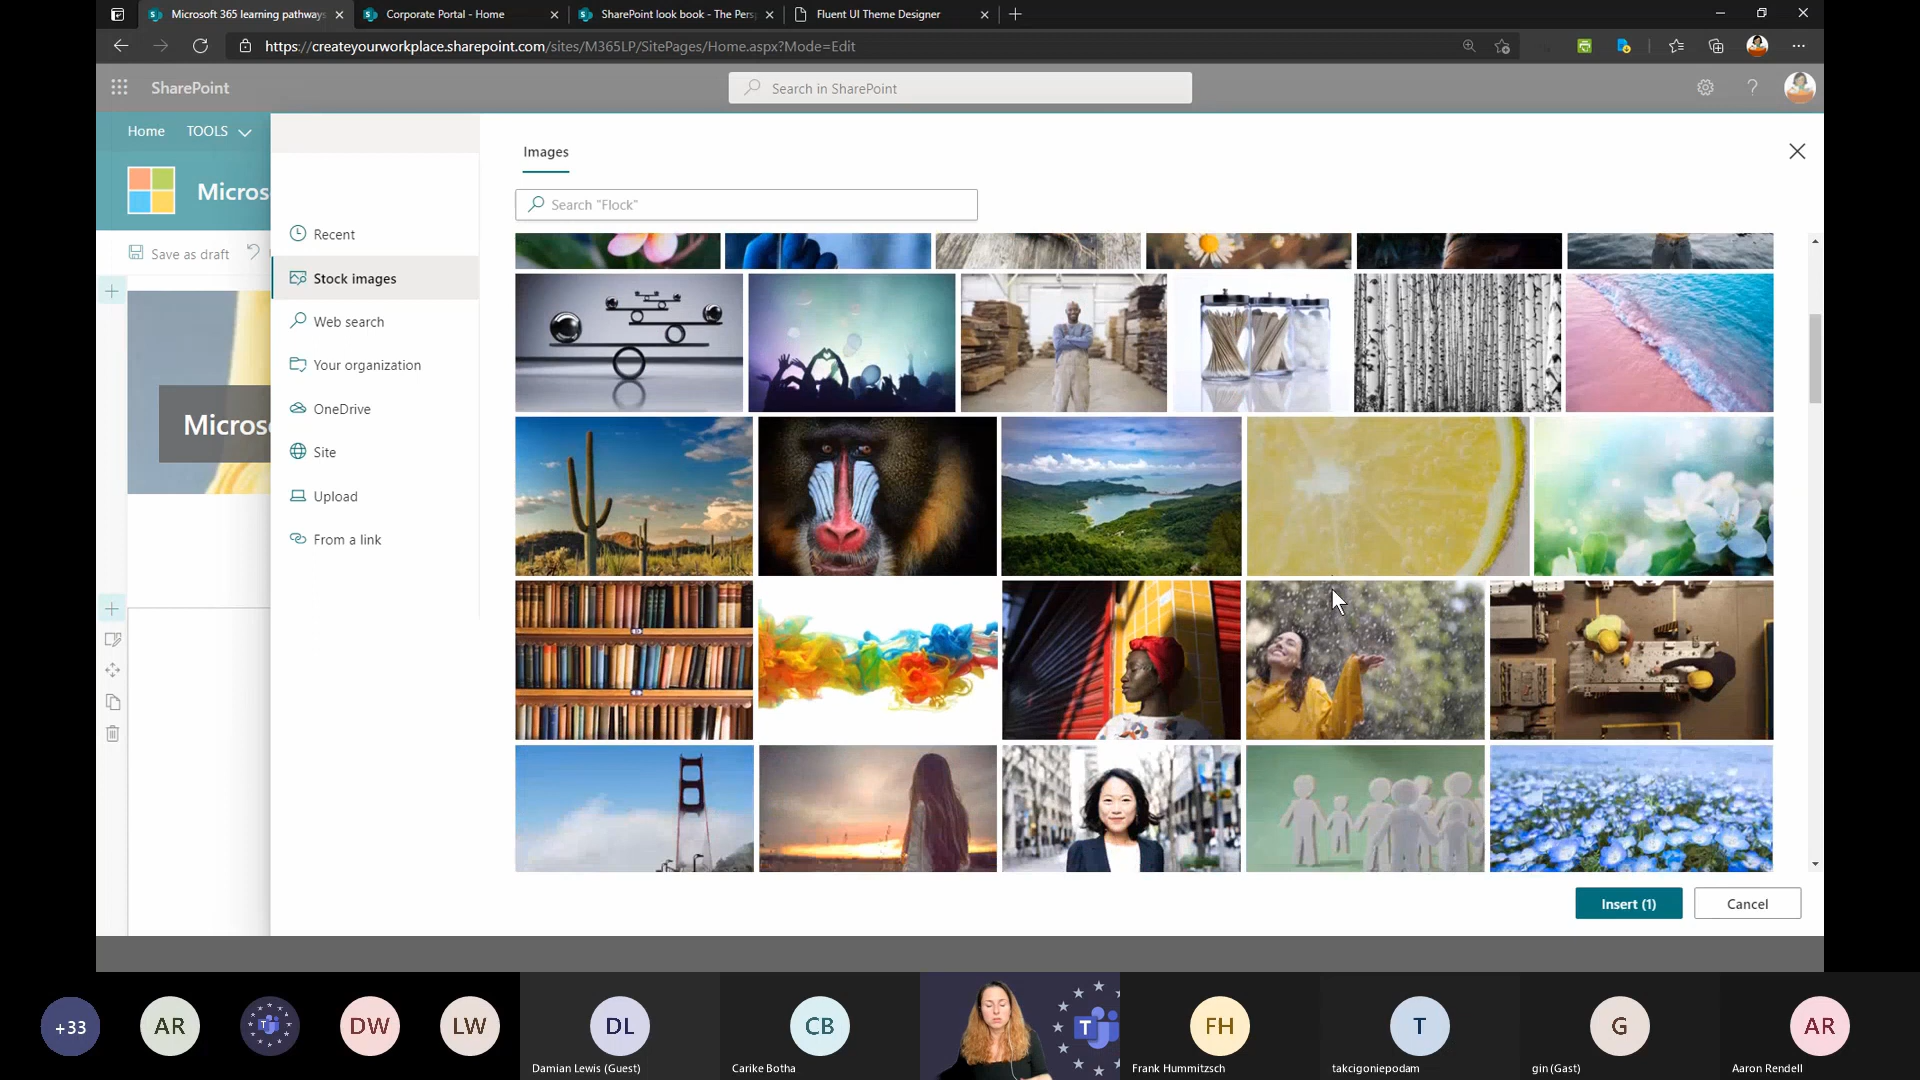 Microsoft 365 learning pathways
Corporate Portal - Home
SharePoint look book - The Pers
Fluent UI Theme Designer
https://createyourworkplace.sharepoint.com/sites/M365LP/SitePages/Home.aspx?Mode=Edit
SharePoint
Search in SharePoint
?
Home
TOOLS
Images
Micros
Search "Flock"
Recent
Save as draft
Stock images
Web search
Your organization
OneDrive
Micros
Site
Upload
From a link
Insert (1)
Cancel
+33
AR
T
DW
LW
DL
CB
T
FH
T
G
AR
Damian Lewis (Guest)
Carike Botha
Frank Hummitzsch
takcigoniepodam
gin (Gast)
Aaron Rendell